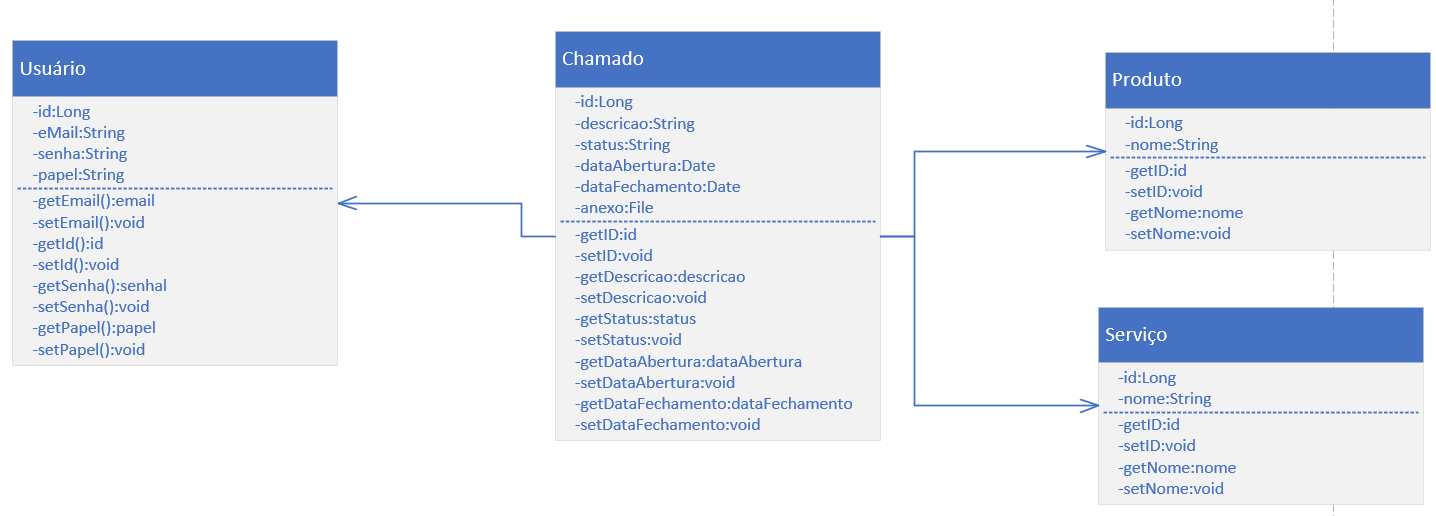 Usuário
-id:Long
-eMail:String
-senha:String
-papel:String
-getEmail():email
-setEmail():void
-getId():id
-setId():void
-getSenha():senhal
-setSenha():void
-getPapel():papel
-setPapel():void
Chamado
-id:Long
-descricao:String
-status:String
-dataAbertura:Date
-dataFechamento:Date
-anexo:File
-getID:id
-setID:void
-getDescricao:descricao
-setDescricao:void
-getStatus:status
-setStatus:void
-getDataAbertura:dataAbertura
-setDataAbertura:void
-getDataFechamento:dataFechamento
-setDataFechamento:void
Produto
-id:Long
-nome:String
-getID:id
-setID:void
-getNome:nome
-setNome:void
Serviço
-id:Long
-nome:String
-getID:id
-setID:void
-getNome:nome
-setNome:void